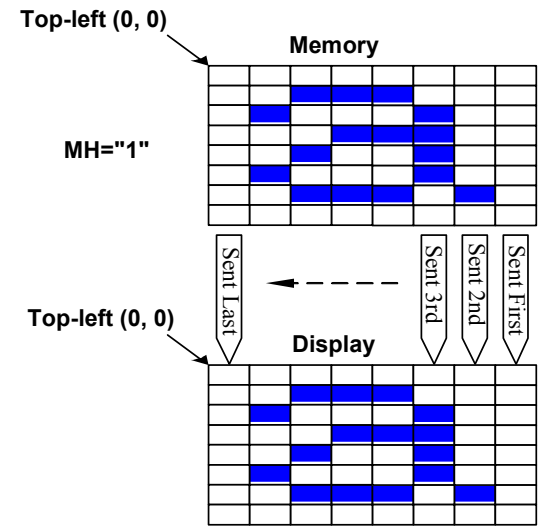 Top-left (0, 0)
Memory
MH="1"
Sent Last
Sent 3rd
Sent 2nd
Sent First
Top-left (0, 0)
Display